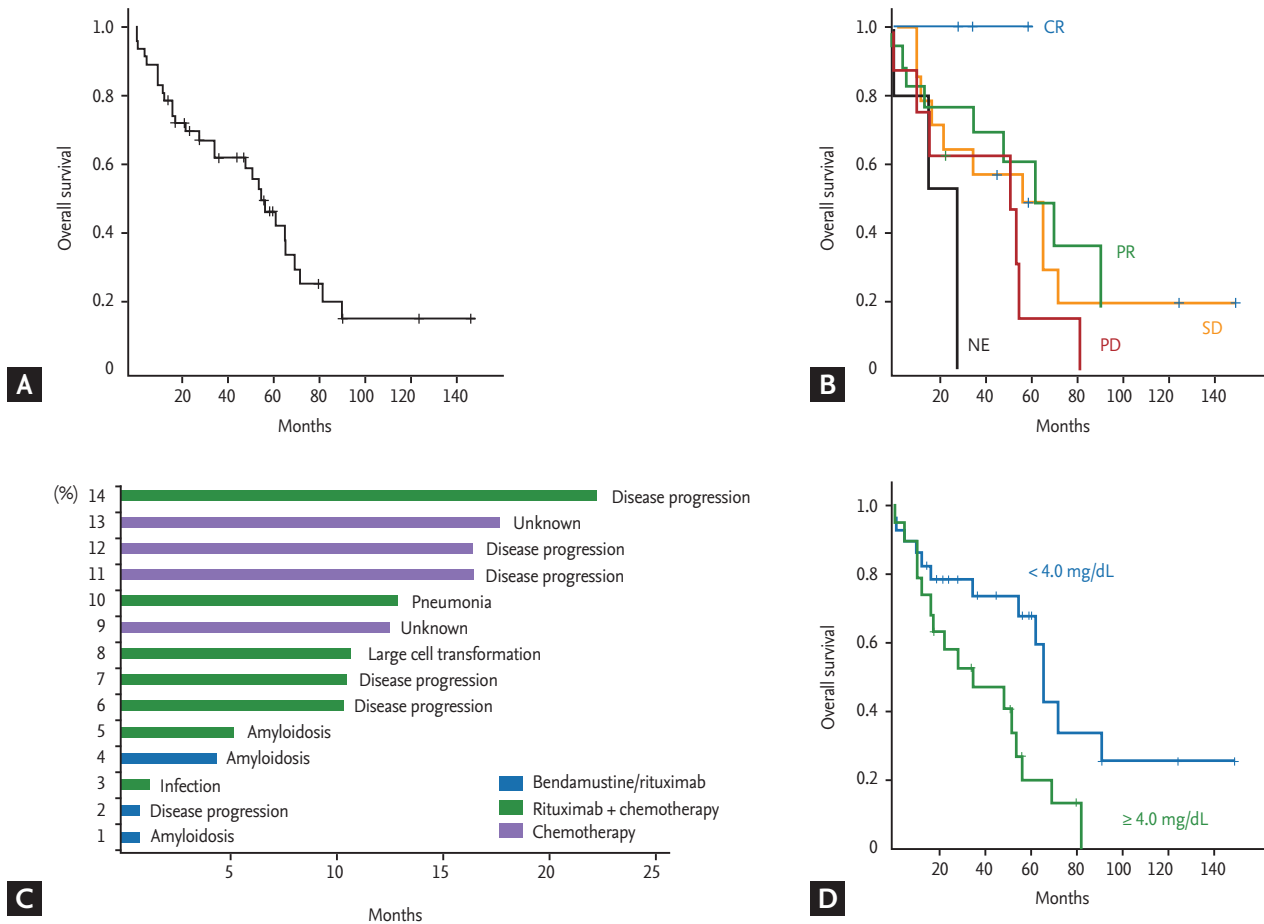 1.0
0.8
0.6
0.4
0.2
0
Overall survival
20 40 60 80 100 120 140
Months
A
1.0
0.8
0.6
0.4
0.2
0
Overall survival
CR
PR
SD
NE
PD
20 40 60 80 100 120 140
Months
B
(%)
14 Disease progression
13 Unknown
12 Disease progression
11 Disease progression
10 Pneumonia
9 Unknown
8 Large cell transformation
7 Disease progression
6 Disease progression
5 Amyloidosis
4 Amyloidosis
3 Infection
2 Disease progression
1 Amyloidosis
Bendamustine/rituximab
Rituximab + chemotherapy
Chemotherapy
5 10 15 20 25
Months
C
1.0
0.8
0.6
0.4
0.2
0
Overall survival
< 4.0 mg/dL
≥ 4.0 mg/dL
20 40 60 80 100 120 140
Months
D